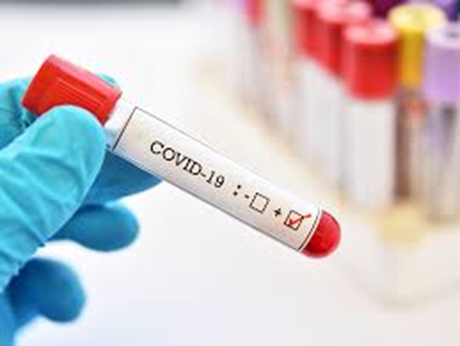 COVID-19 : - ☐ + ☑